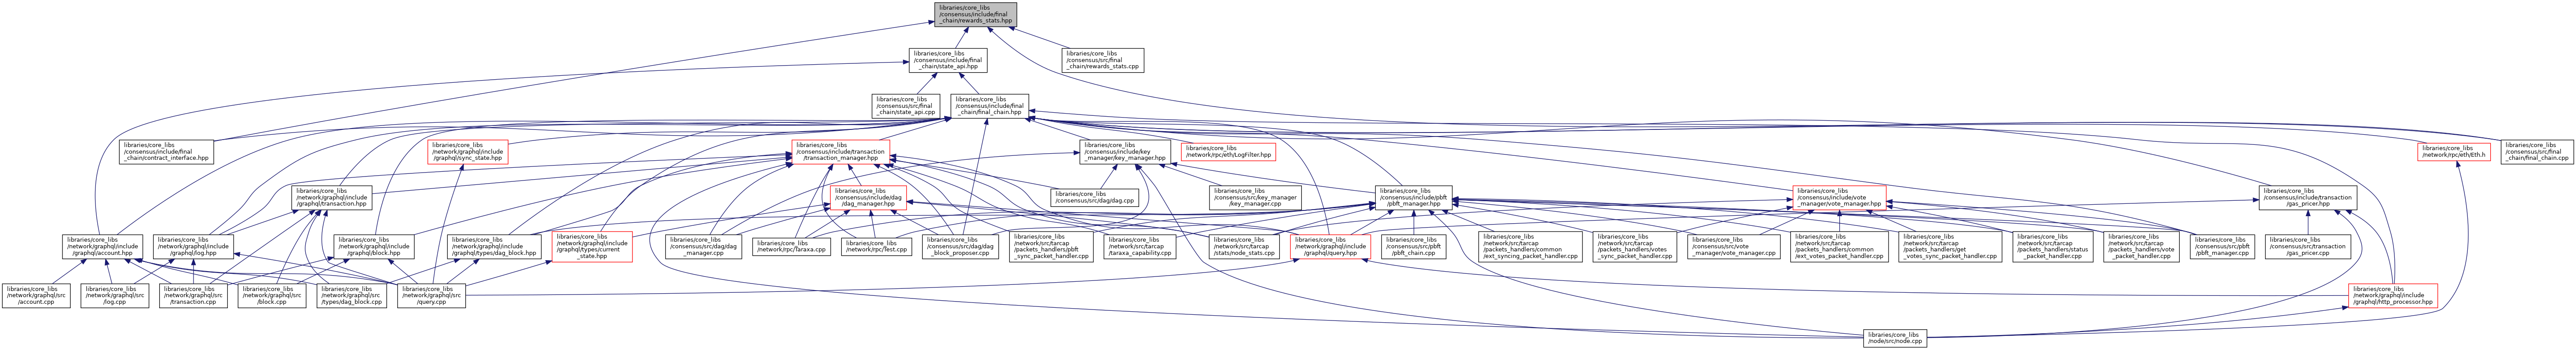 libraries/core_libs
/consensus/include/final
_chain/rewards_stats.hpp
libraries/core_libs
/consensus/include/final
_chain/state_api.hpp
libraries/core_libs
/consensus/src/final
_chain/rewards_stats.cpp
libraries/core_libs
/consensus/src/final
_chain/state_api.cpp
libraries/core_libs
/consensus/include/final
_chain/final_chain.hpp
libraries/core_libs
/consensus/include/final
_chain/contract_interface.hpp
libraries/core_libs
/network/graphql/include
/graphql/sync_state.hpp
libraries/core_libs
/consensus/include/transaction
/transaction_manager.hpp
libraries/core_libs
/consensus/include/key
_manager/key_manager.hpp
libraries/core_libs
/network/rpc/eth/LogFilter.hpp
libraries/core_libs
/network/rpc/eth/Eth.h
libraries/core_libs
/consensus/src/final
_chain/final_chain.cpp
libraries/core_libs
/network/graphql/include
/graphql/transaction.hpp
libraries/core_libs
/consensus/include/dag
/dag_manager.hpp
libraries/core_libs
/consensus/src/dag/dag.cpp
libraries/core_libs
/consensus/src/key_manager
/key_manager.cpp
libraries/core_libs
/consensus/include/pbft
/pbft_manager.hpp
libraries/core_libs
/consensus/include/vote
_manager/vote_manager.hpp
libraries/core_libs
/consensus/include/transaction
/gas_pricer.hpp
libraries/core_libs
/network/graphql/include
/graphql/account.hpp
libraries/core_libs
/network/graphql/include
/graphql/log.hpp
libraries/core_libs
/network/graphql/include
/graphql/block.hpp
libraries/core_libs
/network/graphql/include
/graphql/types/dag_block.hpp
libraries/core_libs
/network/graphql/include
/graphql/types/current
_state.hpp
libraries/core_libs
/consensus/src/dag/dag
_manager.cpp
libraries/core_libs
/network/rpc/Taraxa.cpp
libraries/core_libs
/network/rpc/Test.cpp
libraries/core_libs
/consensus/src/dag/dag
_block_proposer.cpp
libraries/core_libs
/network/src/tarcap
/packets_handlers/pbft
_sync_packet_handler.cpp
libraries/core_libs
/network/src/tarcap
/taraxa_capability.cpp
libraries/core_libs
/network/src/tarcap
/stats/node_stats.cpp
libraries/core_libs
/network/graphql/include
/graphql/query.hpp
libraries/core_libs
/consensus/src/pbft
/pbft_chain.cpp
libraries/core_libs
/network/src/tarcap
/packets_handlers/common
/ext_syncing_packet_handler.cpp
libraries/core_libs
/network/src/tarcap
/packets_handlers/votes
_sync_packet_handler.cpp
libraries/core_libs
/consensus/src/vote
_manager/vote_manager.cpp
libraries/core_libs
/network/src/tarcap
/packets_handlers/common
/ext_votes_packet_handler.cpp
libraries/core_libs
/network/src/tarcap
/packets_handlers/get
_votes_sync_packet_handler.cpp
libraries/core_libs
/network/src/tarcap
/packets_handlers/status
_packet_handler.cpp
libraries/core_libs
/network/src/tarcap
/packets_handlers/vote
_packet_handler.cpp
libraries/core_libs
/consensus/src/pbft
/pbft_manager.cpp
libraries/core_libs
/consensus/src/transaction
/gas_pricer.cpp
libraries/core_libs
/network/graphql/src
/account.cpp
libraries/core_libs
/network/graphql/src
/log.cpp
libraries/core_libs
/network/graphql/src
/transaction.cpp
libraries/core_libs
/network/graphql/src
/block.cpp
libraries/core_libs
/network/graphql/src
/types/dag_block.cpp
libraries/core_libs
/network/graphql/src
/query.cpp
libraries/core_libs
/network/graphql/include
/graphql/http_processor.hpp
libraries/core_libs
/node/src/node.cpp